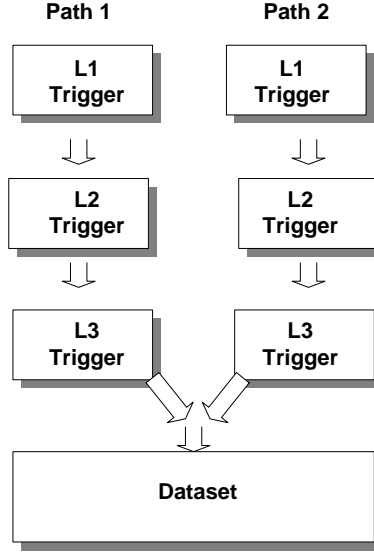 Path 1 Path 2
L1 L1
Trigger Trigger
L2 L2
Trigger Trigger
L3 L3
Trigger Trigger
Dataset